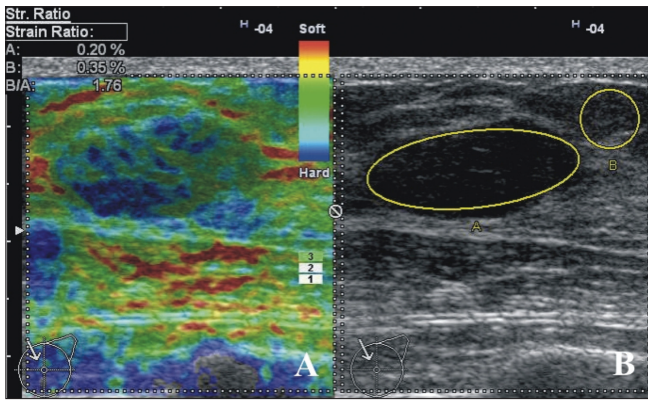 Str. Ratio
Strain Ratio:
A: 0.20 %
B: 0.35 %
B/A: 1.76
H -04
Soft
Hard
3
2
1
A
H -04
B
A
B